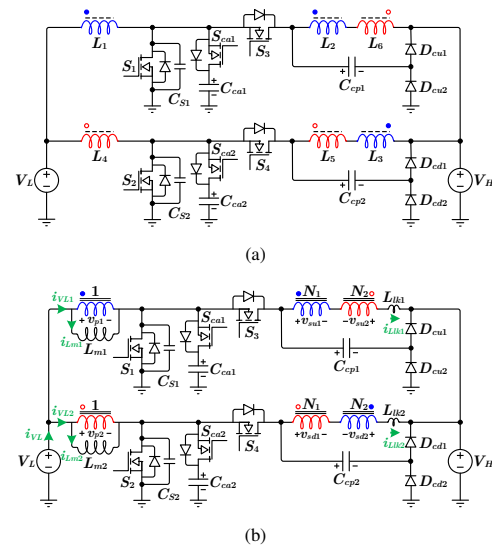 L1 S1 CS1 Sca1 Cca1 S3 L2 L6 Ccp1 Dcu1 Dcu2
+ −
L4 S2 CS2 Sca2 Cca2 S4 L5 L3 Ccp2 Dcd1 Dcd2
VL + − VH + −
(a)
iVL1 1 + vp1 − iLm1 Lm1 S1 CS1 Sca1 Cca1 S3 N1 + vsu1 − N2 − vsu2 + Llk1 iLlk1 Ccp1 Dcu1 Dcu2
iVL iVL2 1 + vp2 − iLm2 Lm2 S2 CS2 Sca2 Cca2 S4 N1 + vsd1 − N2 − vsd2 + Llk2 iLlk2 Ccp2 Dcd1 Dcd2
VL + − VH + −
(b)